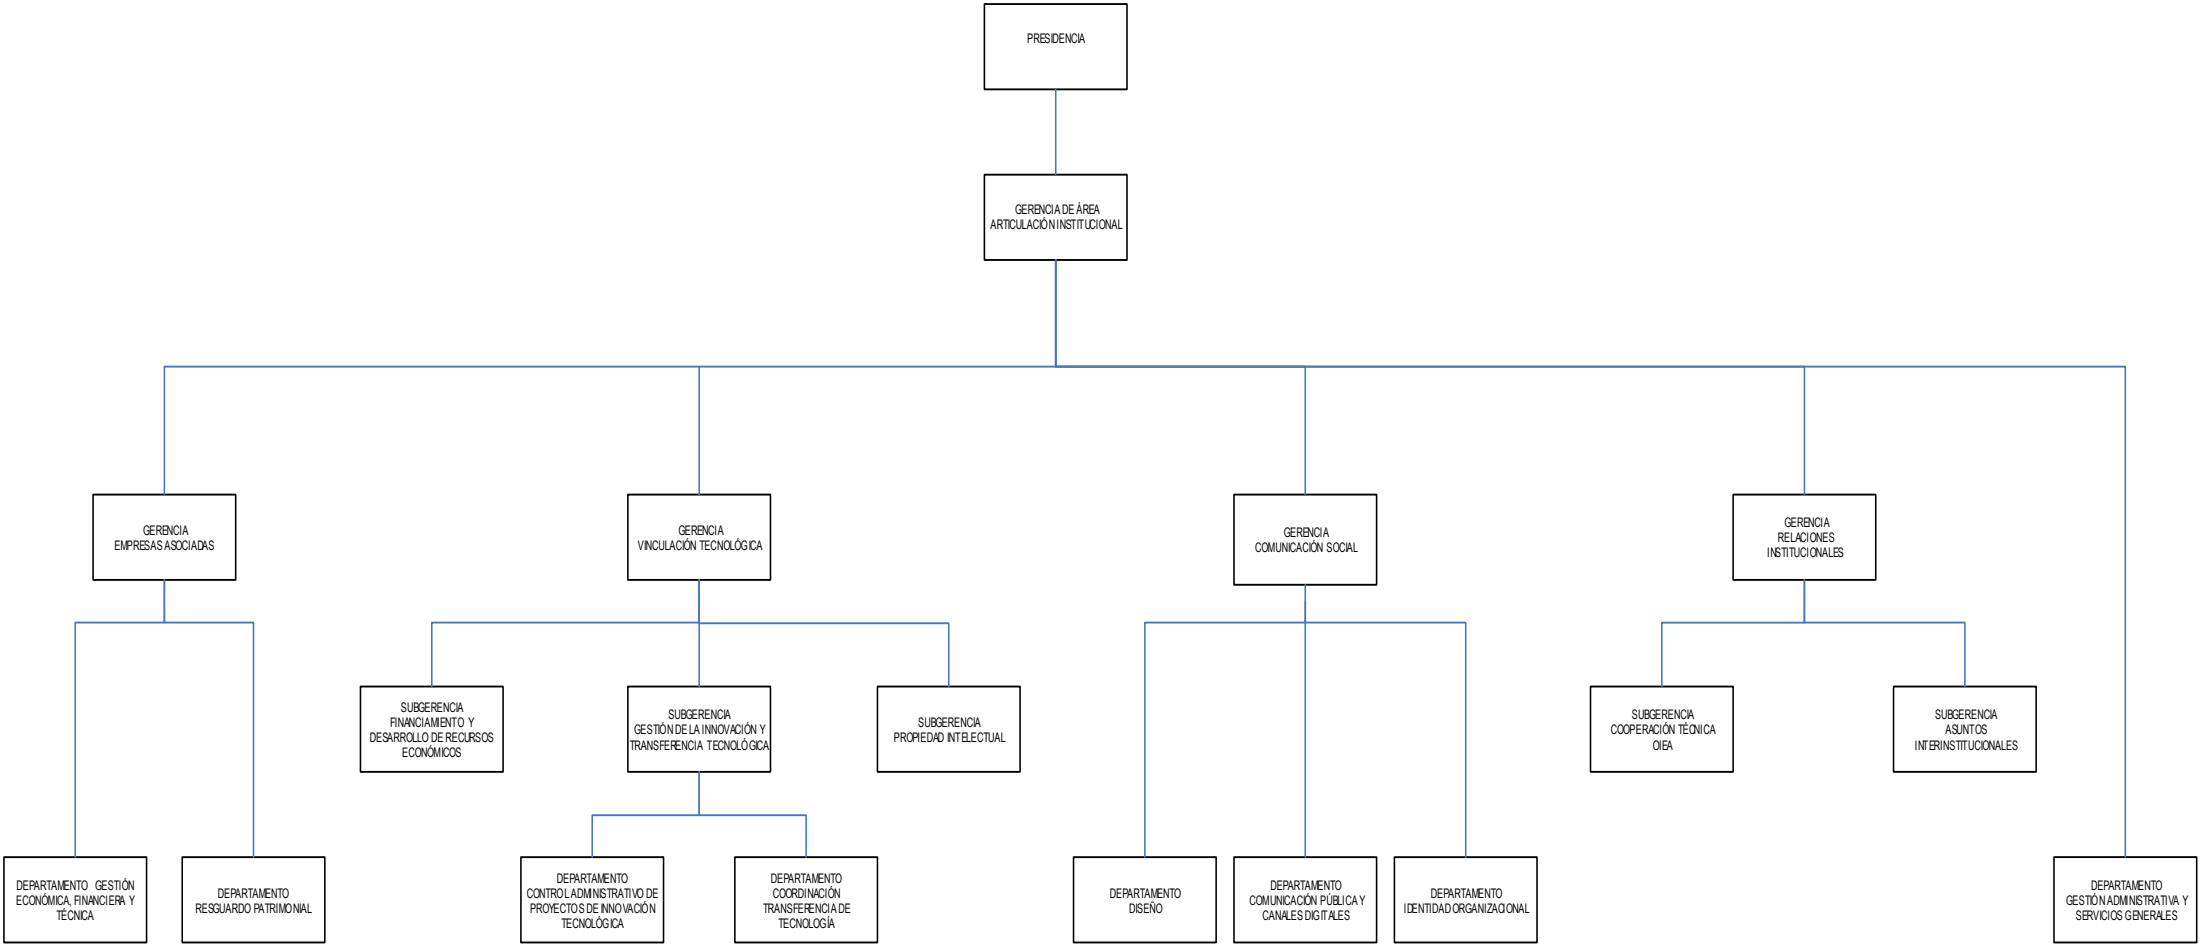 PRESIDENCIA
GERENCIA DE ÁREA
ARTICULACIÓN INSTITUCIONAL
GERENCIA
EMPRESAS ASOCIADAS
GERENCIA
VINCULACIÓN TECNOLÓGICA
GERENCIA
COMUNICACIÓN SOCIAL
GERENCIA
RELACIONES
INSTITUCIONALES
SUBGERENCIA
FINANCIAMIENTO Y
DESARROLLO DE RECURSOS
ECONÓMICOS
SUBGERENCIA
GESTIÓN DE LA INNOVACIÓN Y
TRANSFERENCIA TECNOLÓGICA
SUBGERENCIA
PROPIEDAD INTELECTUAL
SUBGERENCIA
COOPERACIÓN TÉCNICA
OIEA
SUBGERENCIA
ASUNTOS
INTERINSTITUCIONALES
DEPARTAMENTO GESTIÓN
ECONÓMICA, FINANCIERA Y
TÉCNICA
DEPARTAMENTO
RESGUARDO PATRIMONIAL
DEPARTAMENTO
CONTROL ADMINISTRATIVO DE
PROYECTOS DE INNOVACIÓN
TECNOLÓGICA
DEPARTAMENTO
COORDINACIÓN
TRANSFERENCIA DE
TECNOLOGÍA
DEPARTAMENTO
DISEÑO
DEPARTAMENTO
COMUNICACIÓN PÚBLICA Y
CANALES DIGITALES
DEPARTAMENTO
IDENTIDAD ORGANIZACIONAL
DEPARTAMENTO
GESTIÓN ADMINISTRATIVA Y
SERVICIOS GENERALES